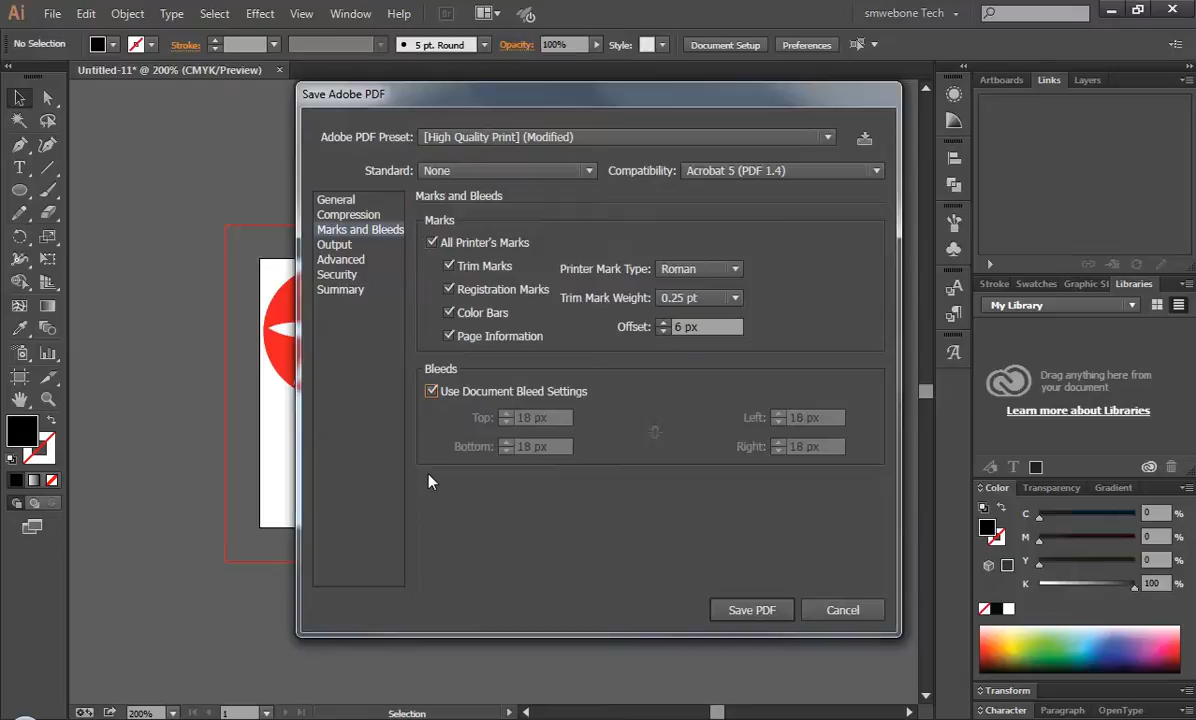 Ai File Edit Object Type Select Effect View Window Help Br smwebone Tech
No Selection Stroke: 5 pt. Round Opacity: 100% Style: Document Setup Preferences
Untitled-11* @ 200% (CMYK/Preview)
Save Adobe PDF
Adobe PDF Preset: [High Quality Print] (Modified)
Standard: None Compatibility: Acrobat 5 (PDF 1.4)
General
Compression
Marks and Bleeds
Output
Advanced
Security
Summary
Marks and Bleeds
Marks
All Printer's Marks
Trim Marks
Registration Marks
Color Bars
Page Information
Printer Mark Type: Roman
Trim Mark Weight: 0.25 pt
Offset: 6 px
Bleeds
Use Document Bleed Settings
Top: 18 px Left: 18 px
Bottom: 18 px Right: 18 px
Save PDF Cancel
Artboards Links Layers
Stroke Swatches Graphic St Libraries
My Library
Drag anything here from
your document
Learn more about Libraries
Color Transparency Gradient
C 0 %
M 0 %
Y 0 %
K 100 %
Transform
Character Paragraph OpenType
200% 1 Selection